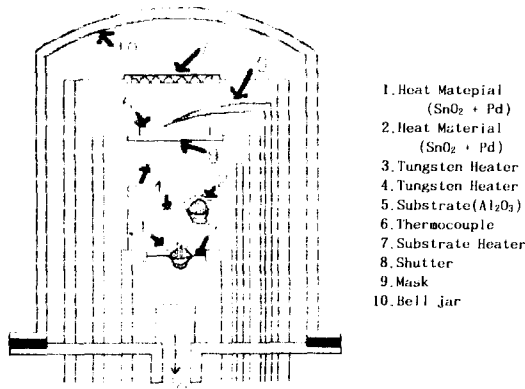 10
1. Heat Matepial
(SnO₂ + Pd)
2. Heat Material
(SnO₂ + Pd)
3. Tungsten Heater
4. Tungsten Heater
5. Substrate(Al₂O₃)
6. Thermocouple
7. Substrate Heater
8. Shutter
9. Mask
10. Bell jar